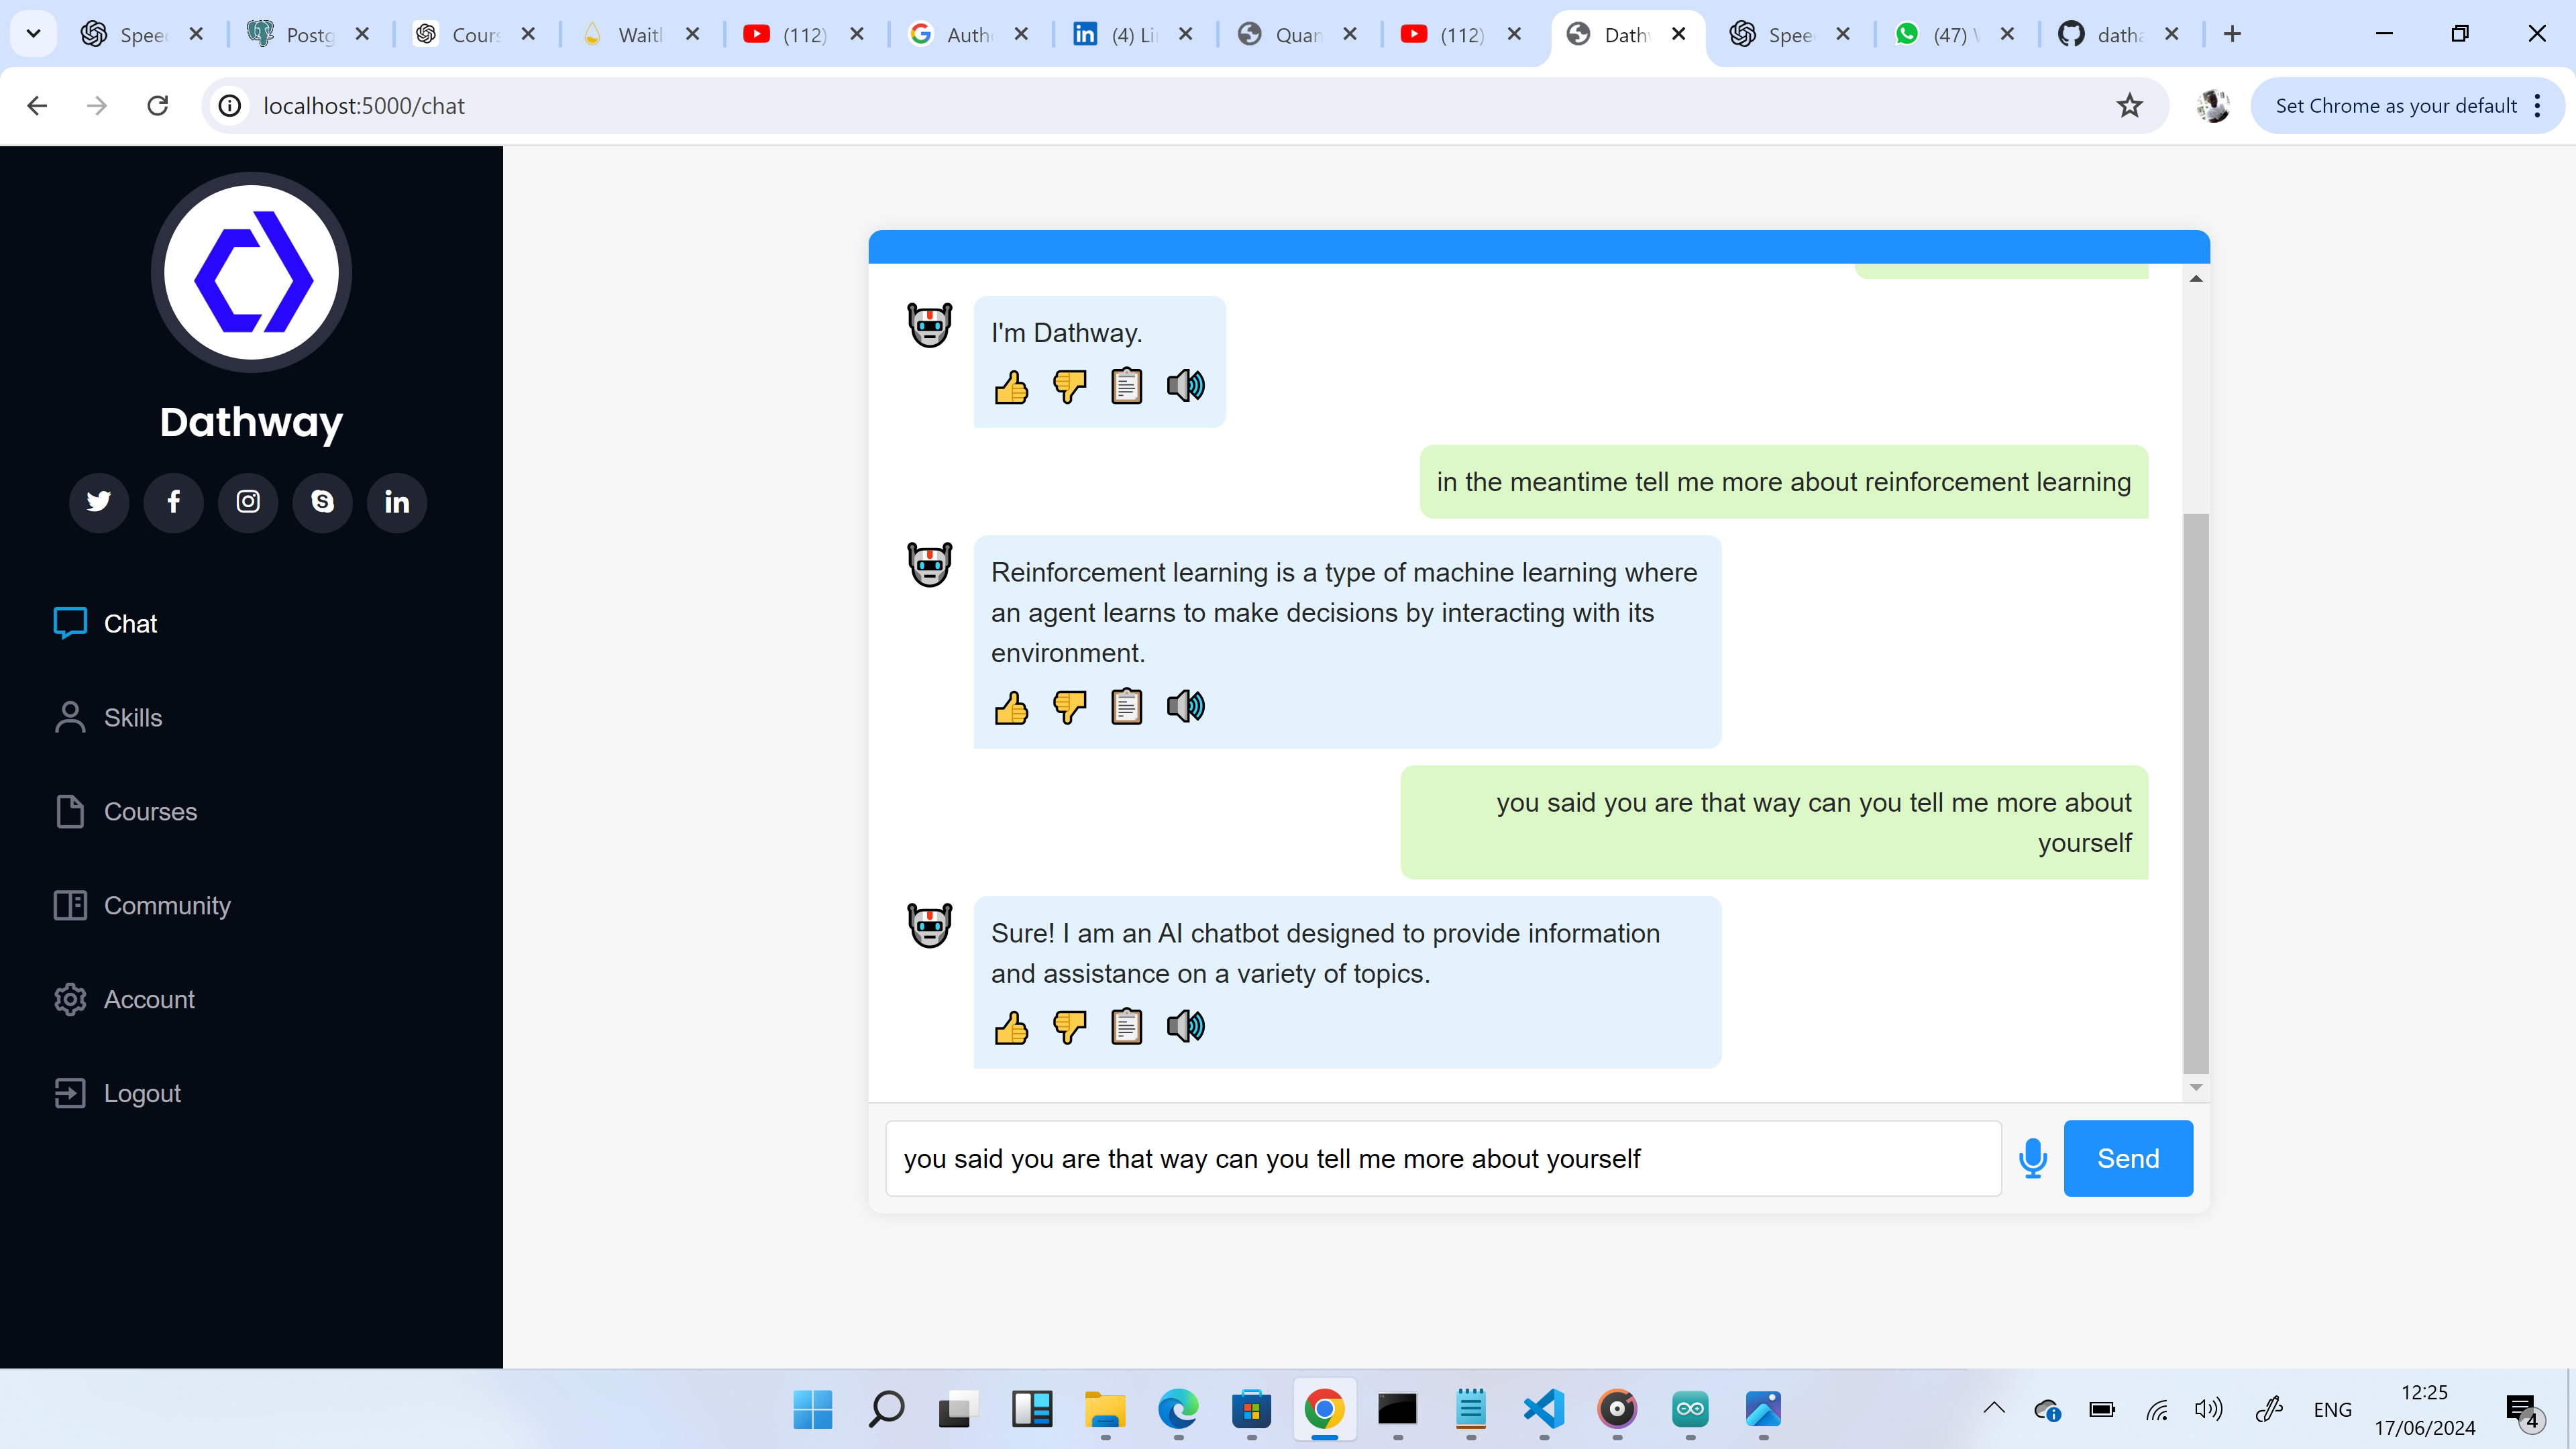 Spee
Postg
Cours
Waitl
(112)
Autho
(4) Li
Quan
(112)
Dath
Spee
(47)
datha
localhost:5000/chat
Set Chrome as your default
Dathway
Chat
Skills
Courses
Community
Account
Logout
I'm Dathway.
in the meantime tell me more about reinforcement learning
Reinforcement learning is a type of machine learning where
an agent learns to make decisions by interacting with its
environment.
you said you are that way can you tell me more about
yourself
Sure! I am an AI chatbot designed to provide information
and assistance on a variety of topics.
you said you are that way can you tell me more about yourself
Send
ENG
12:25
17/06/2024
4